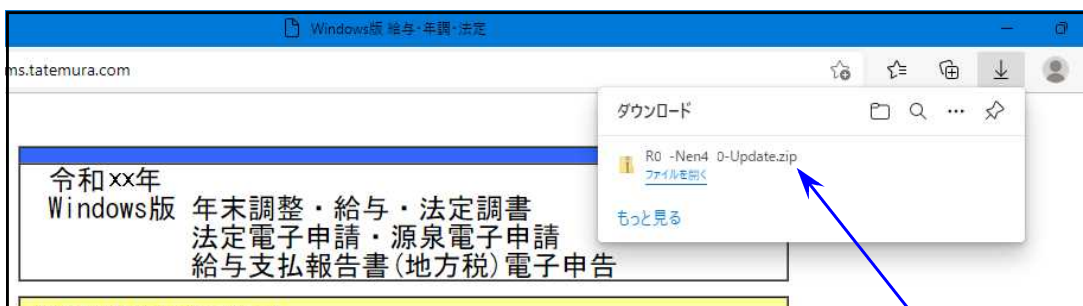 Windows版 給与・年調・法定
ms.tatemura.com
ダウンロード
R0 -Nen4 0-Update.zip
ファイルを開く
もっと見る
令和xx年
Windows版 年末調整・給与・法定調書
法定電子申請・源泉電子申請
給与支払報告書(地方税)電子申告